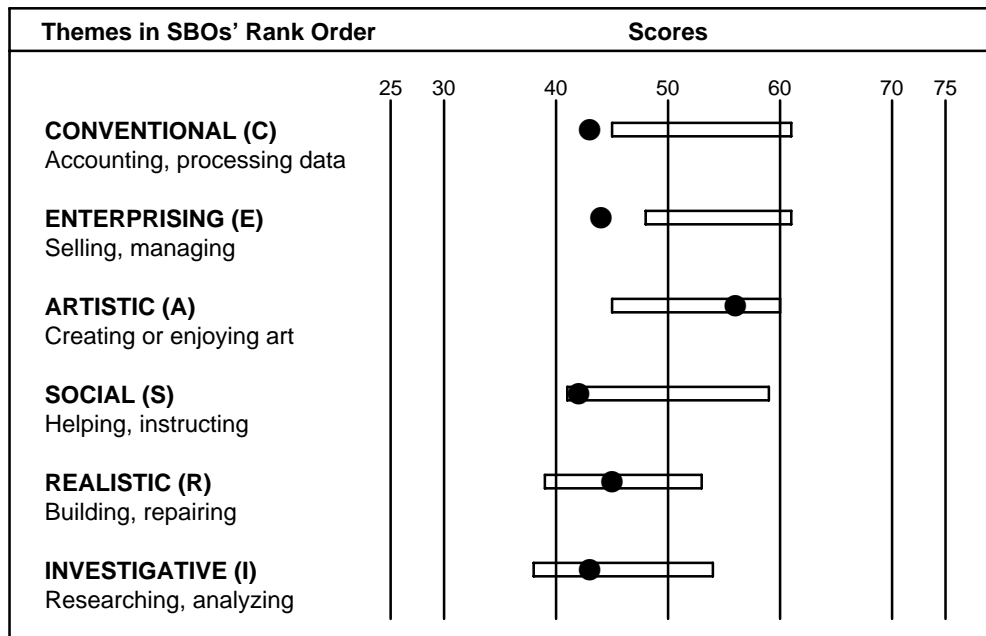 Themes in SBOs’ Rank Order Scores
25 30 40 50 60 70 75
CONVENTIONAL (C)
Accounting, processing data
ENTERPRISING (E)
Selling, managing
ARTISTIC (A)
Creating or enjoying art
SOCIAL (S)
Helping, instructing
REALISTIC (R)
Building, repairing
INVESTIGATIVE (I)
Researching, analyzing